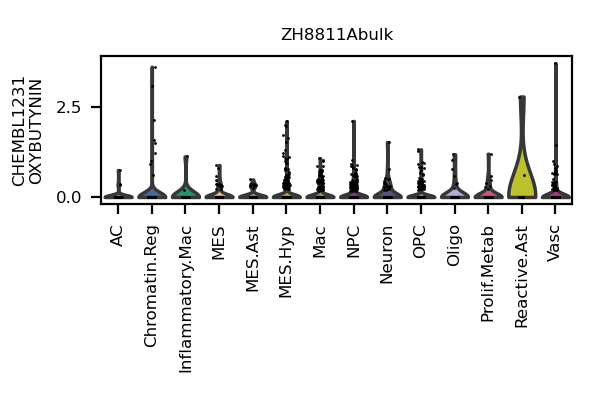 ZH8811Abulk
CHEMBL1231
OXYBUTYNIN
2.5
0.0
AC
Chromatin.Reg
Inflammatory.Mac
MES
MES.Ast
MES.Hyp
Mac
NPC
Neuron
OPC
Oligo
Prolif.Metab
Reactive.Ast
Vasc